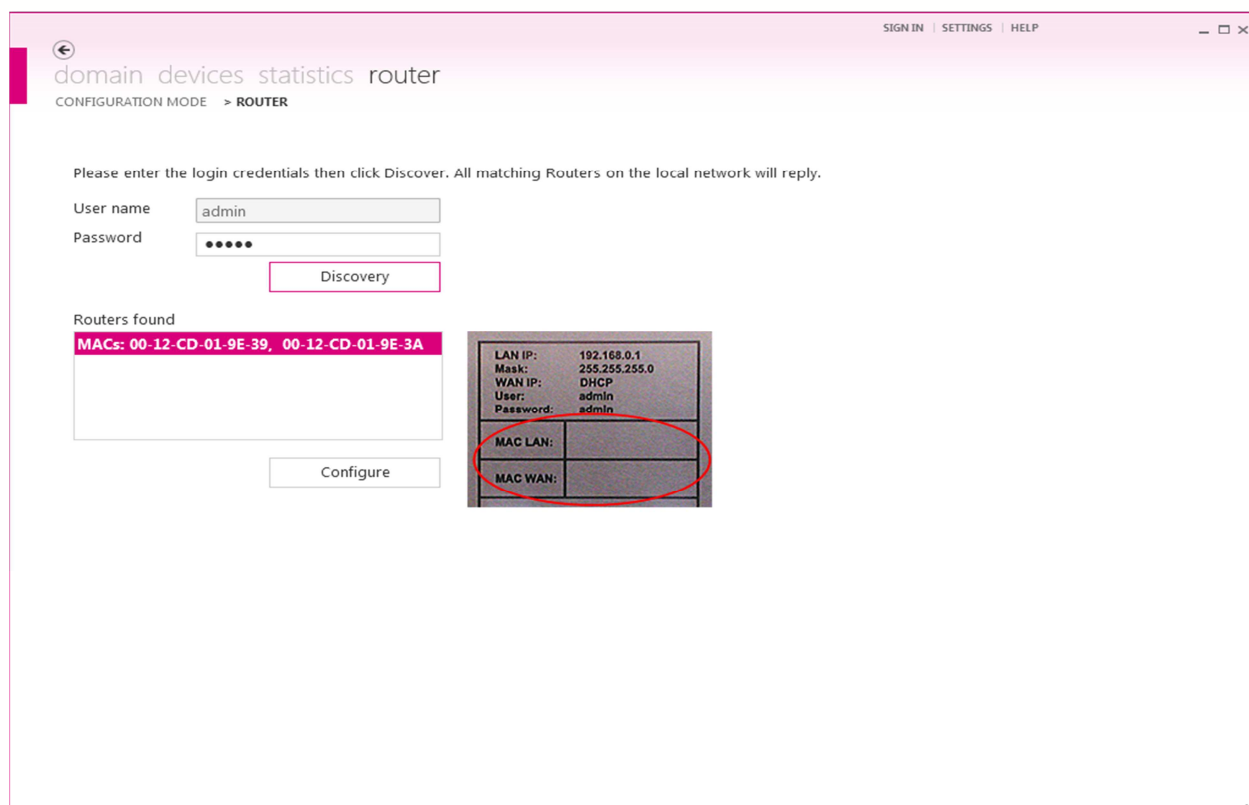 SIGN IN | SETTINGS | HELP
domain devices statistics router
CONFIGURATION MODE > ROUTER
Please enter the login credentials then click Discover. All matching Routers on the local network will reply.
User name admin
Password •••••
Discovery
Routers found
MACs: 00-12-CD-01-9E-39, 00-12-CD-01-9E-3A
LAN IP: 192.168.0.1
Mask: 255.255.255.0
WAN IP: DHCP
User: admin
Password: admin
MAC LAN:
MAC WAN:
Configure